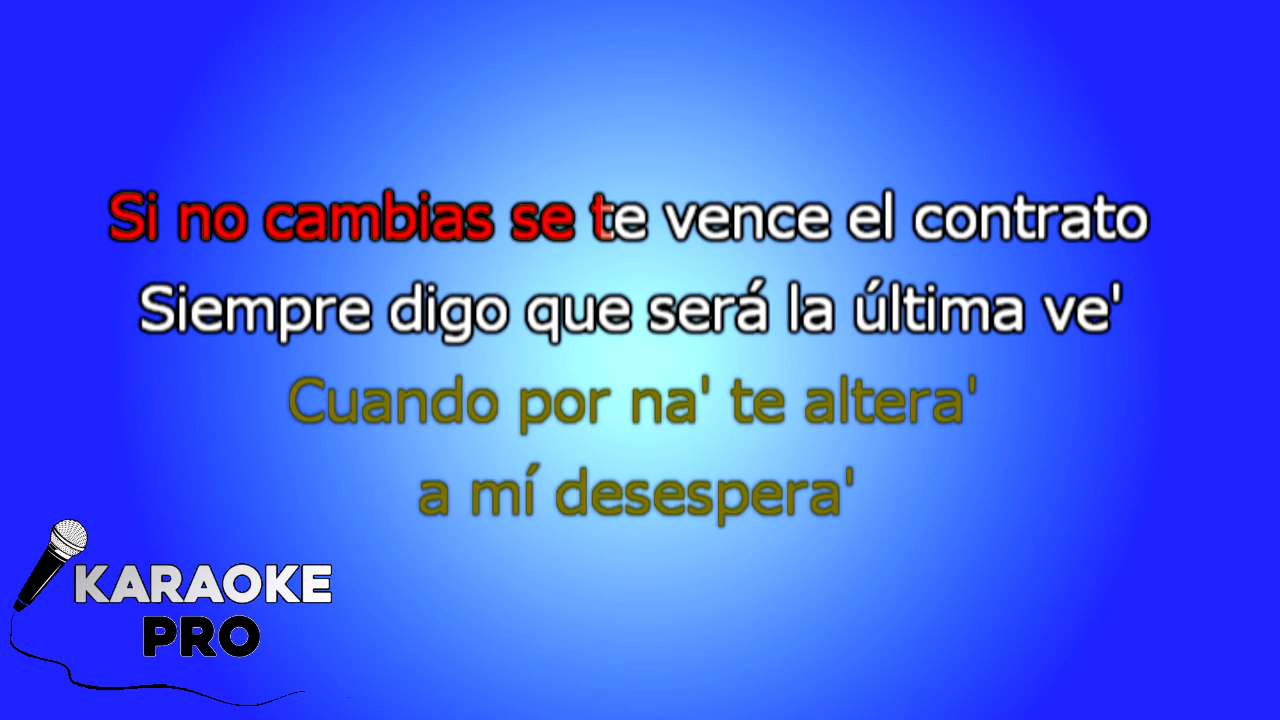 Si no cambias se te vence el contrato
Siempre digo que será la última ve'
Cuando por na' te altera'
a mí desespera'
KARAOKE
PRO